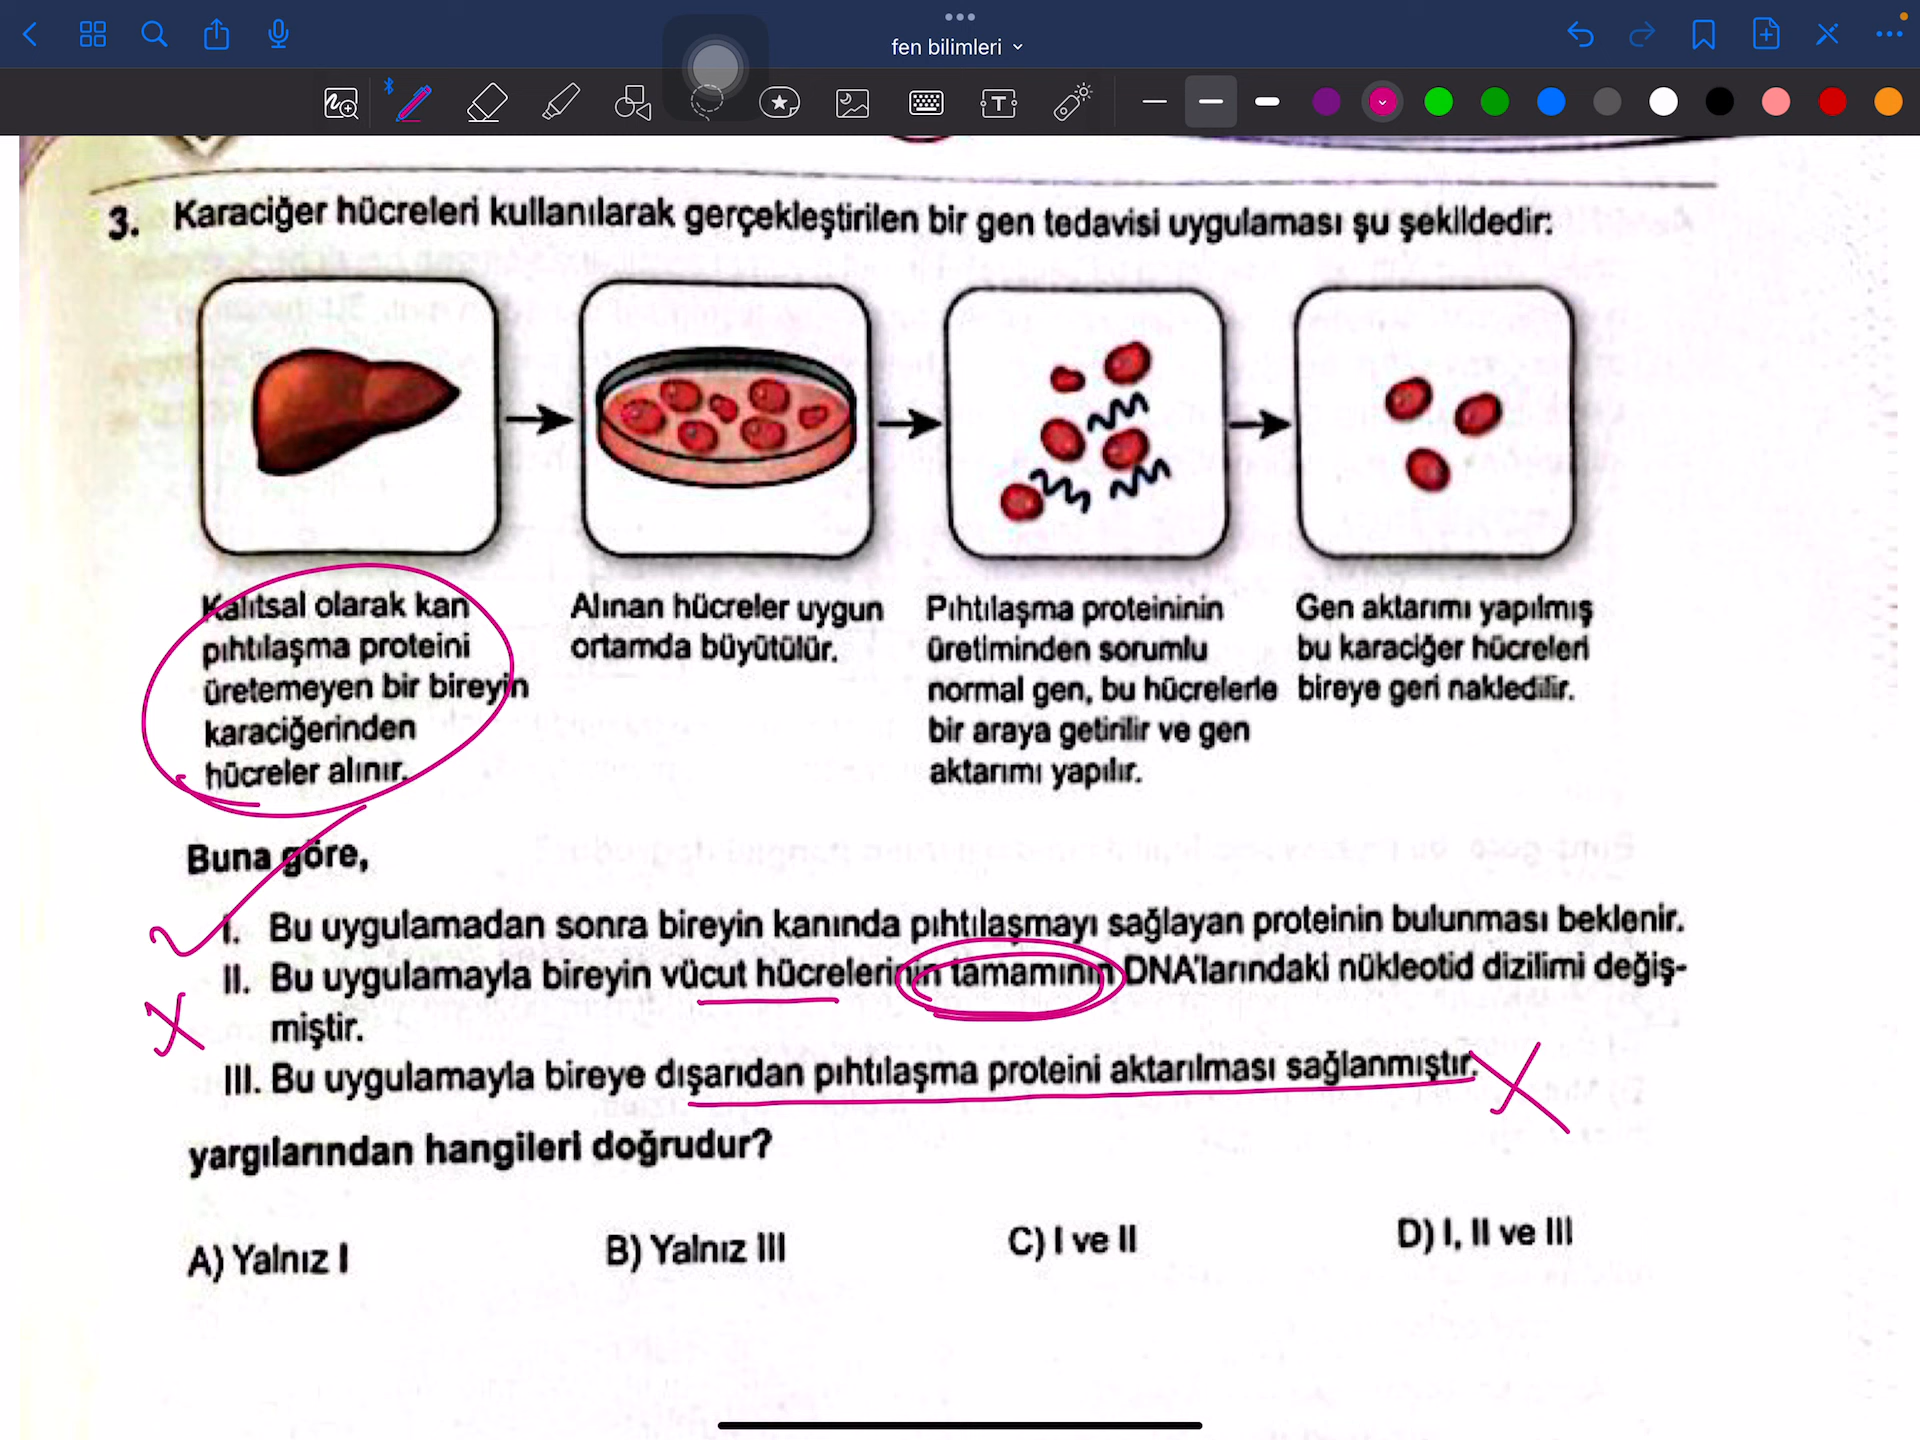 fen bilimleri
3. Karaciğer hücreleri kullanılarak gerçekleştirilen bir gen tedavisi uygulaması şu şekildedir:
Kalıtsal olarak kan
pıhtılaşma proteini
üretemeyen bir bireyin
karaciğerinden
hücreler alınır.
Alınan hücreler uygun
ortamda büyütülür.
Pıhtılaşma proteininin
üretiminden sorumlu
normal gen, bu hücrelerle
bir araya getirilir ve gen
aktarımı yapılır.
Gen aktarımı yapılmış
bu karaciğer hücreleri
bireye geri nakledilir.
Buna göre,
I. Bu uygulamadan sonra bireyin kanında pıhtılaşmayı sağlayan proteinin bulunması beklenir.
II. Bu uygulamayla bireyin vücut hücrelerinin tamamının DNA'larındaki nükleotid dizilimi değiş-
miştir.
III. Bu uygulamayla bireye dışarıdan pıhtılaşma proteini aktarılması sağlanmıştır.
yargılarından hangileri doğrudur?
A) Yalnız I
B) Yalnız III
C) I ve II
D) I, II ve III